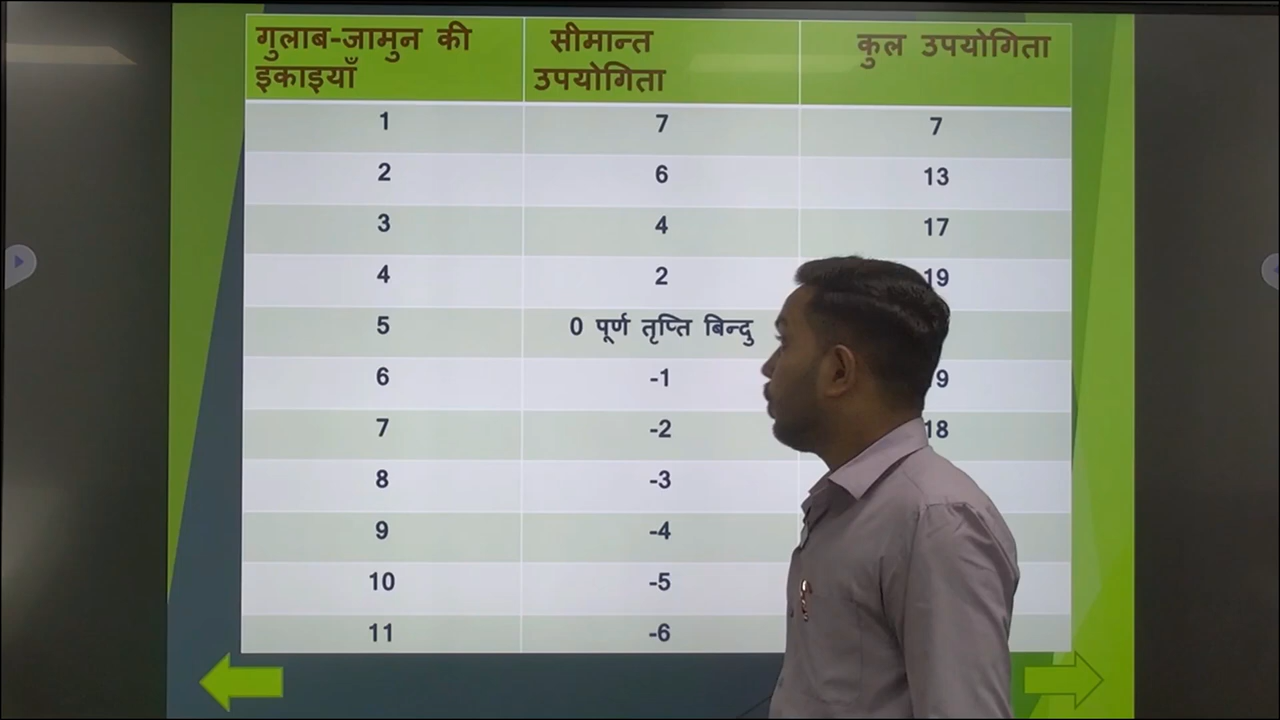 गुलाब-जामुन की इकाइयाँ सीमान्त उपयोगिता कुल उपयोगिता
1 7 7
2 6 13
3 4 17
4 2 19
5 0 पूर्ण तृप्ति बिन्दु
6 -1 9
7 -2 18
8 -3
9 -4
10 -5
11 -6